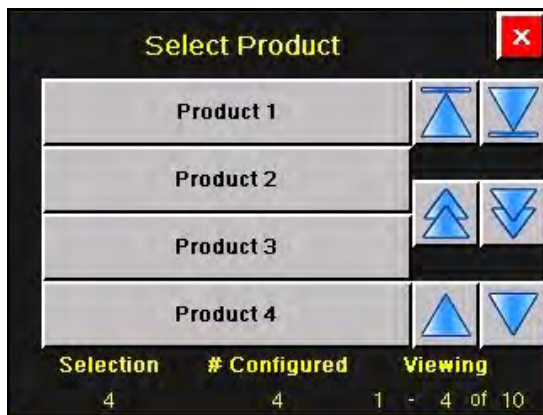 Select Product
×
Product 1
Product 2
Product 3
Product 4
Selection # Configured Viewing
4 4 1 - 4 of 10